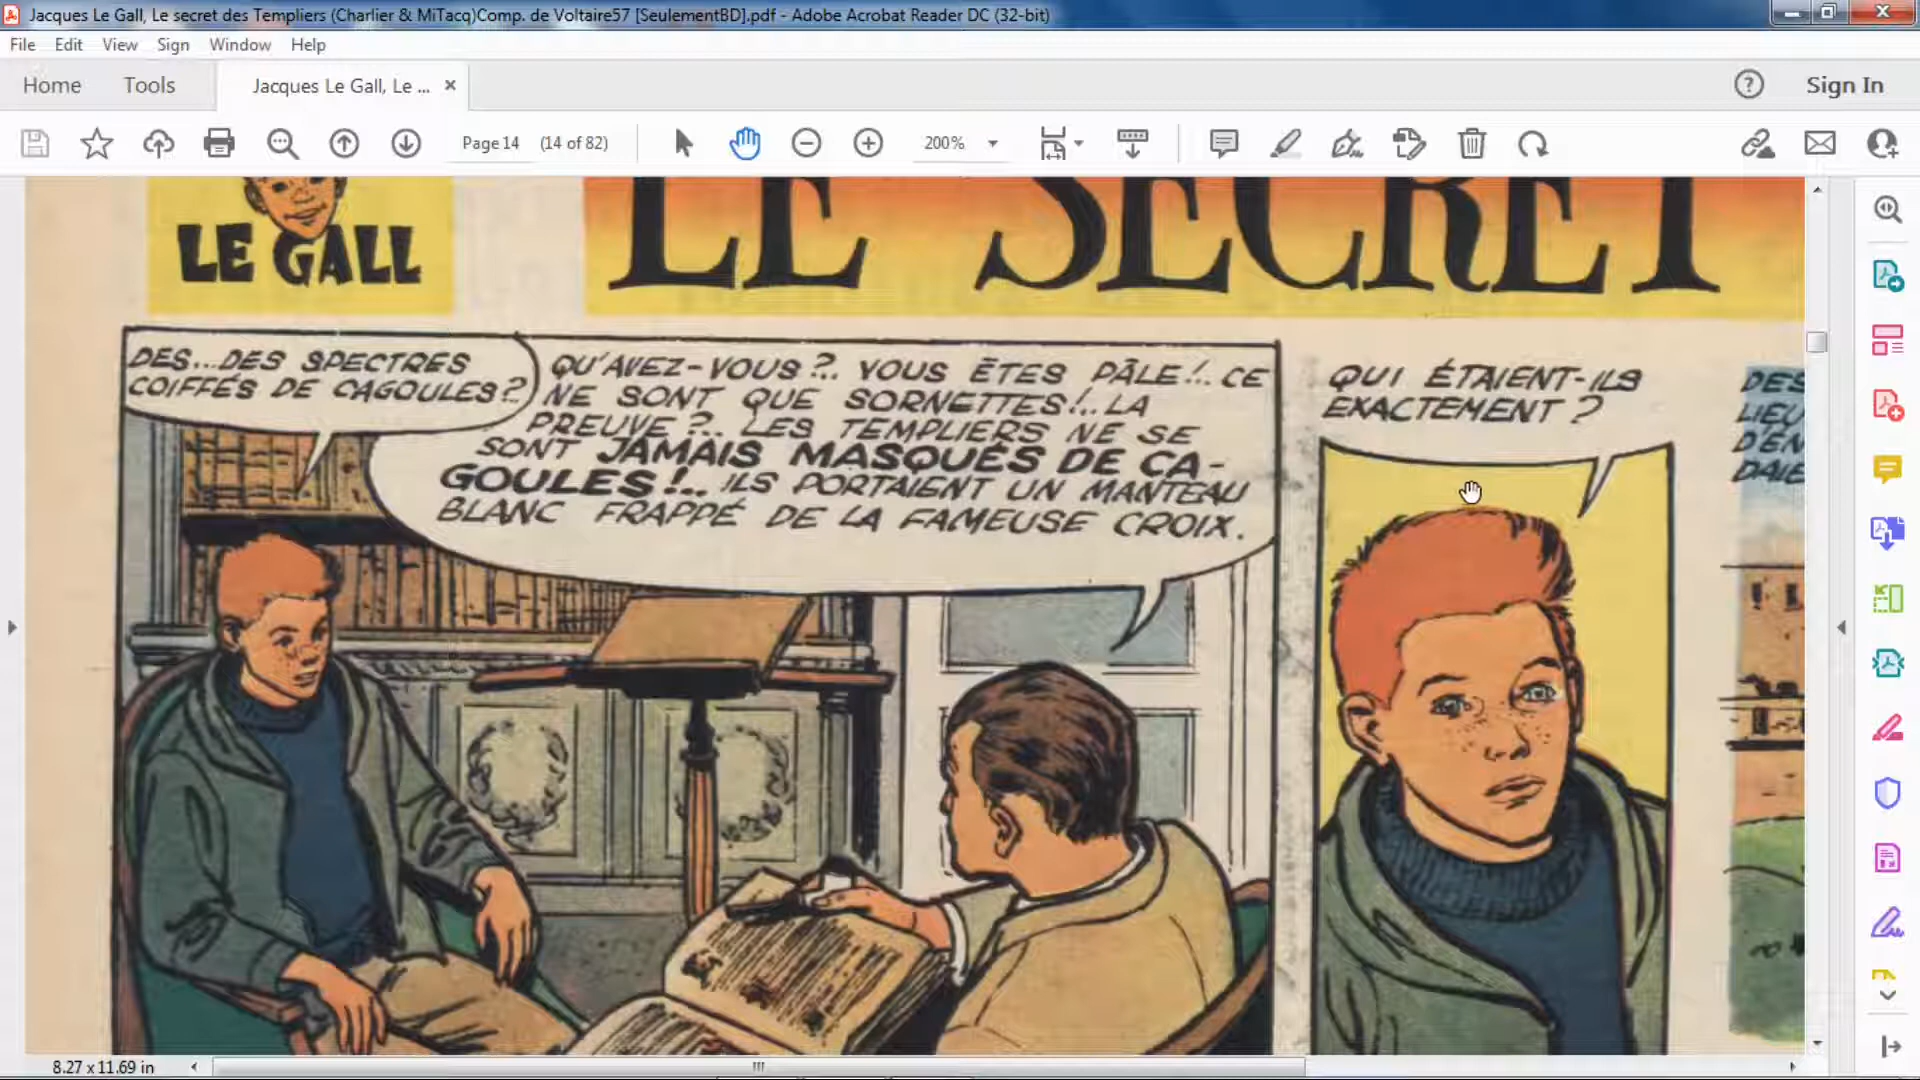 Jacques Le Gall, Le secret des Templiers (Charlier & MiTacq)Comp. de Voltaire57 [SeulementBD].pdf - Adobe Acrobat Reader DC (32-bit)
File Edit View Sign Window Help
Home Tools Jacques Le Gall, Le ... Sign In
Page 14 (14 of 82) 200%
LE GALL
LE SECRET
DES...DES SPECTRES
COIFFÉS DE CAGOULES?
QU'AVEZ-VOUS?.. VOUS ÊTES PÂLE!.. CE
NE SONT QUE SORNETTES!.. LA
PREUVE?.. LES TEMPLIERS NE SE
SONT JAMAIS MASQUÉS DE CA-
GOULES!.. ILS PORTAIENT UN MANTEAU
BLANC FRAPPÉ DE LA FAMEUSE CROIX.
QUI ÉTAIENT-ILS
EXACTEMENT?
DES
LIEU
D'EN
DAIE
8.27 x 11.69 in